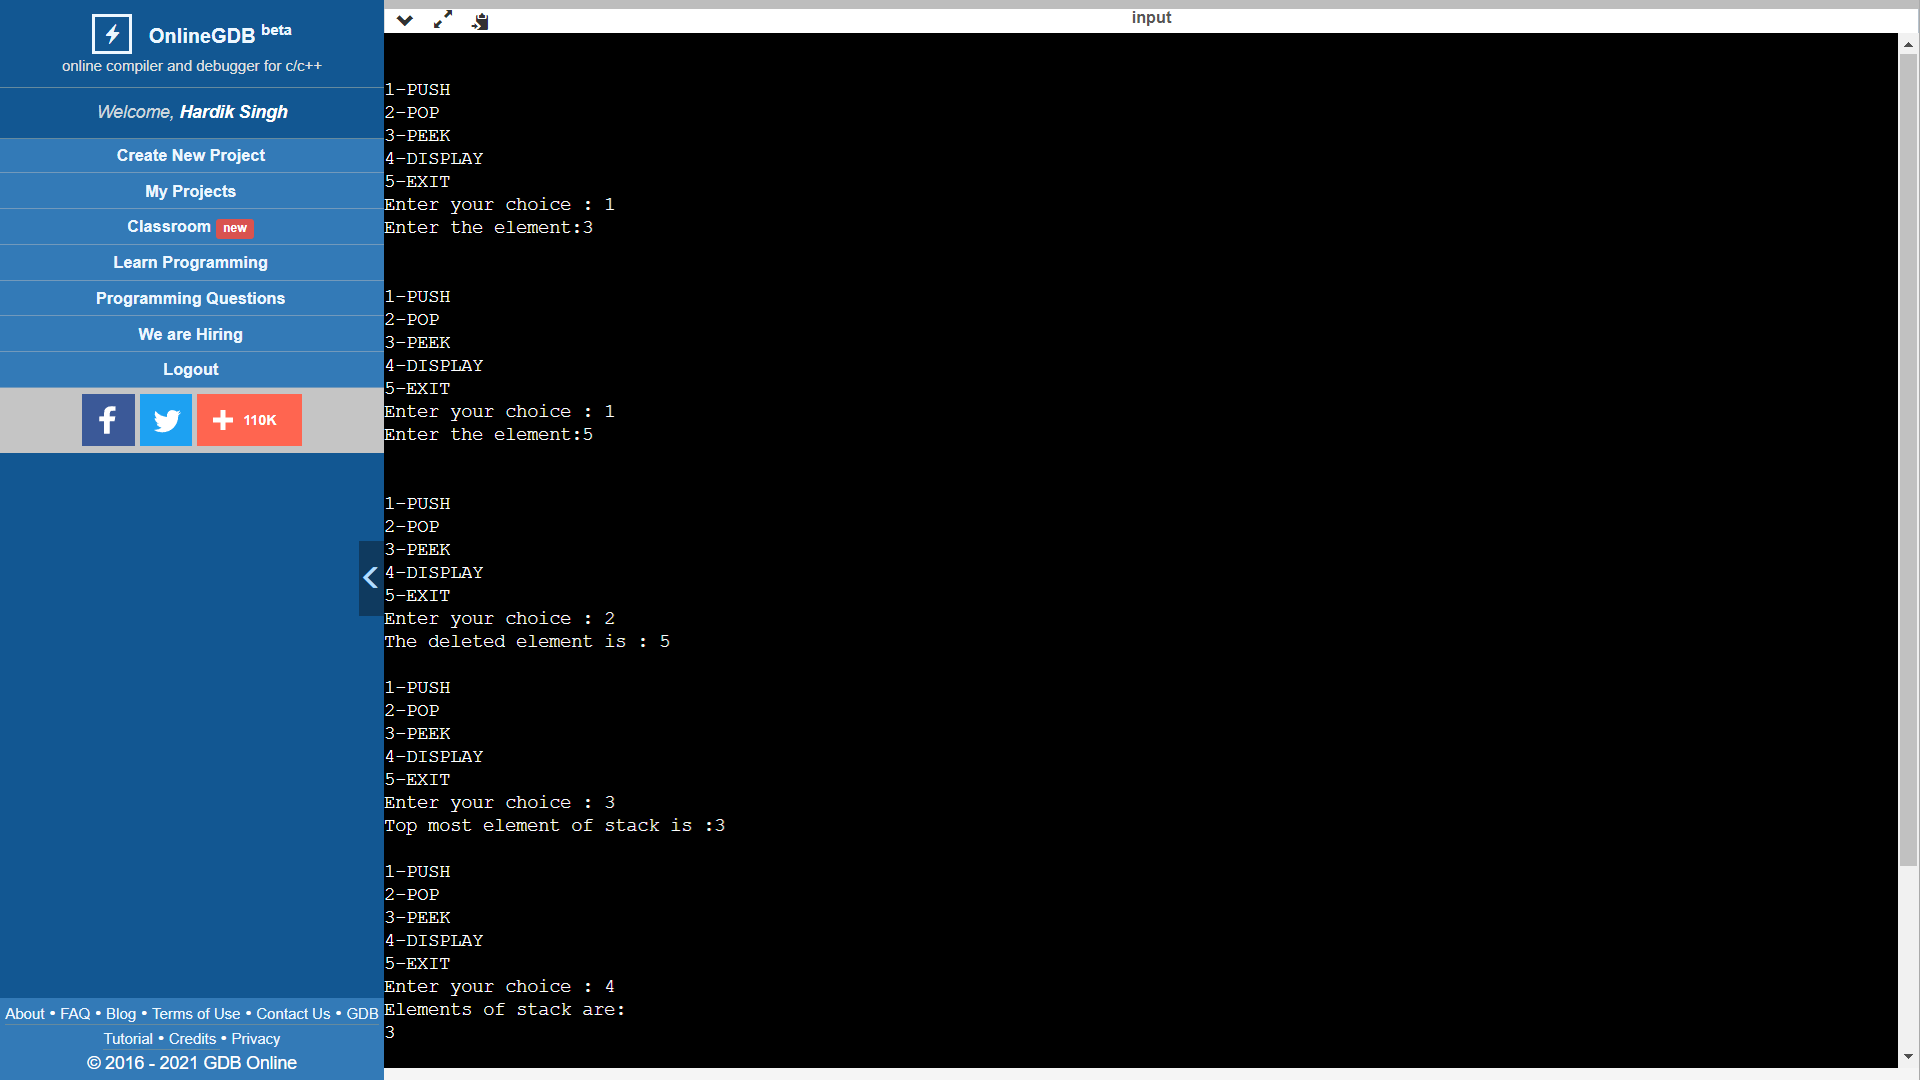 OnlineGDB beta
online compiler and debugger for c/c++
Welcome, Hardik Singh
Create New Project
My Projects
Classroom new
Learn Programming
Programming Questions
We are Hiring
Logout
110K
About • FAQ • Blog • Terms of Use • Contact Us • GDB
Tutorial • Credits • Privacy
© 2016 - 2021 GDB Online
input
1-PUSH
2-POP
3-PEEK
4-DISPLAY
5-EXIT
Enter your choice : 1
Enter the element:3
1-PUSH
2-POP
3-PEEK
4-DISPLAY
5-EXIT
Enter your choice : 1
Enter the element:5
1-PUSH
2-POP
3-PEEK
4-DISPLAY
5-EXIT
Enter your choice : 2
The deleted element is : 5
1-PUSH
2-POP
3-PEEK
4-DISPLAY
5-EXIT
Enter your choice : 3
Top most element of stack is :3
1-PUSH
2-POP
3-PEEK
4-DISPLAY
5-EXIT
Enter your choice : 4
Elements of stack are:
3